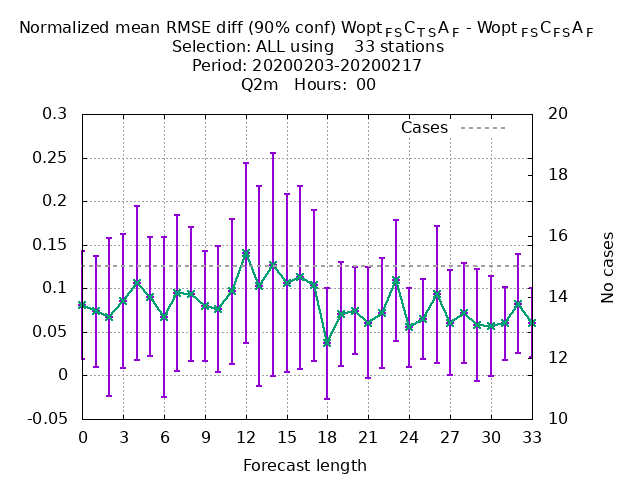 Normalized mean RMSE diff (90% conf) Wopt FS C TS A F - Wopt FS C FS A F
Selection: ALL using 33 stations
Period: 20200203-20200217
Q2m Hours: 00
0.3
0.25
0.2
0.15
0.1
0.05
0
-0.05
Cases
20
18
16
14
12
10
No cases
0 3 6 9 12 15 18 21 24 27 30 33
Forecast length